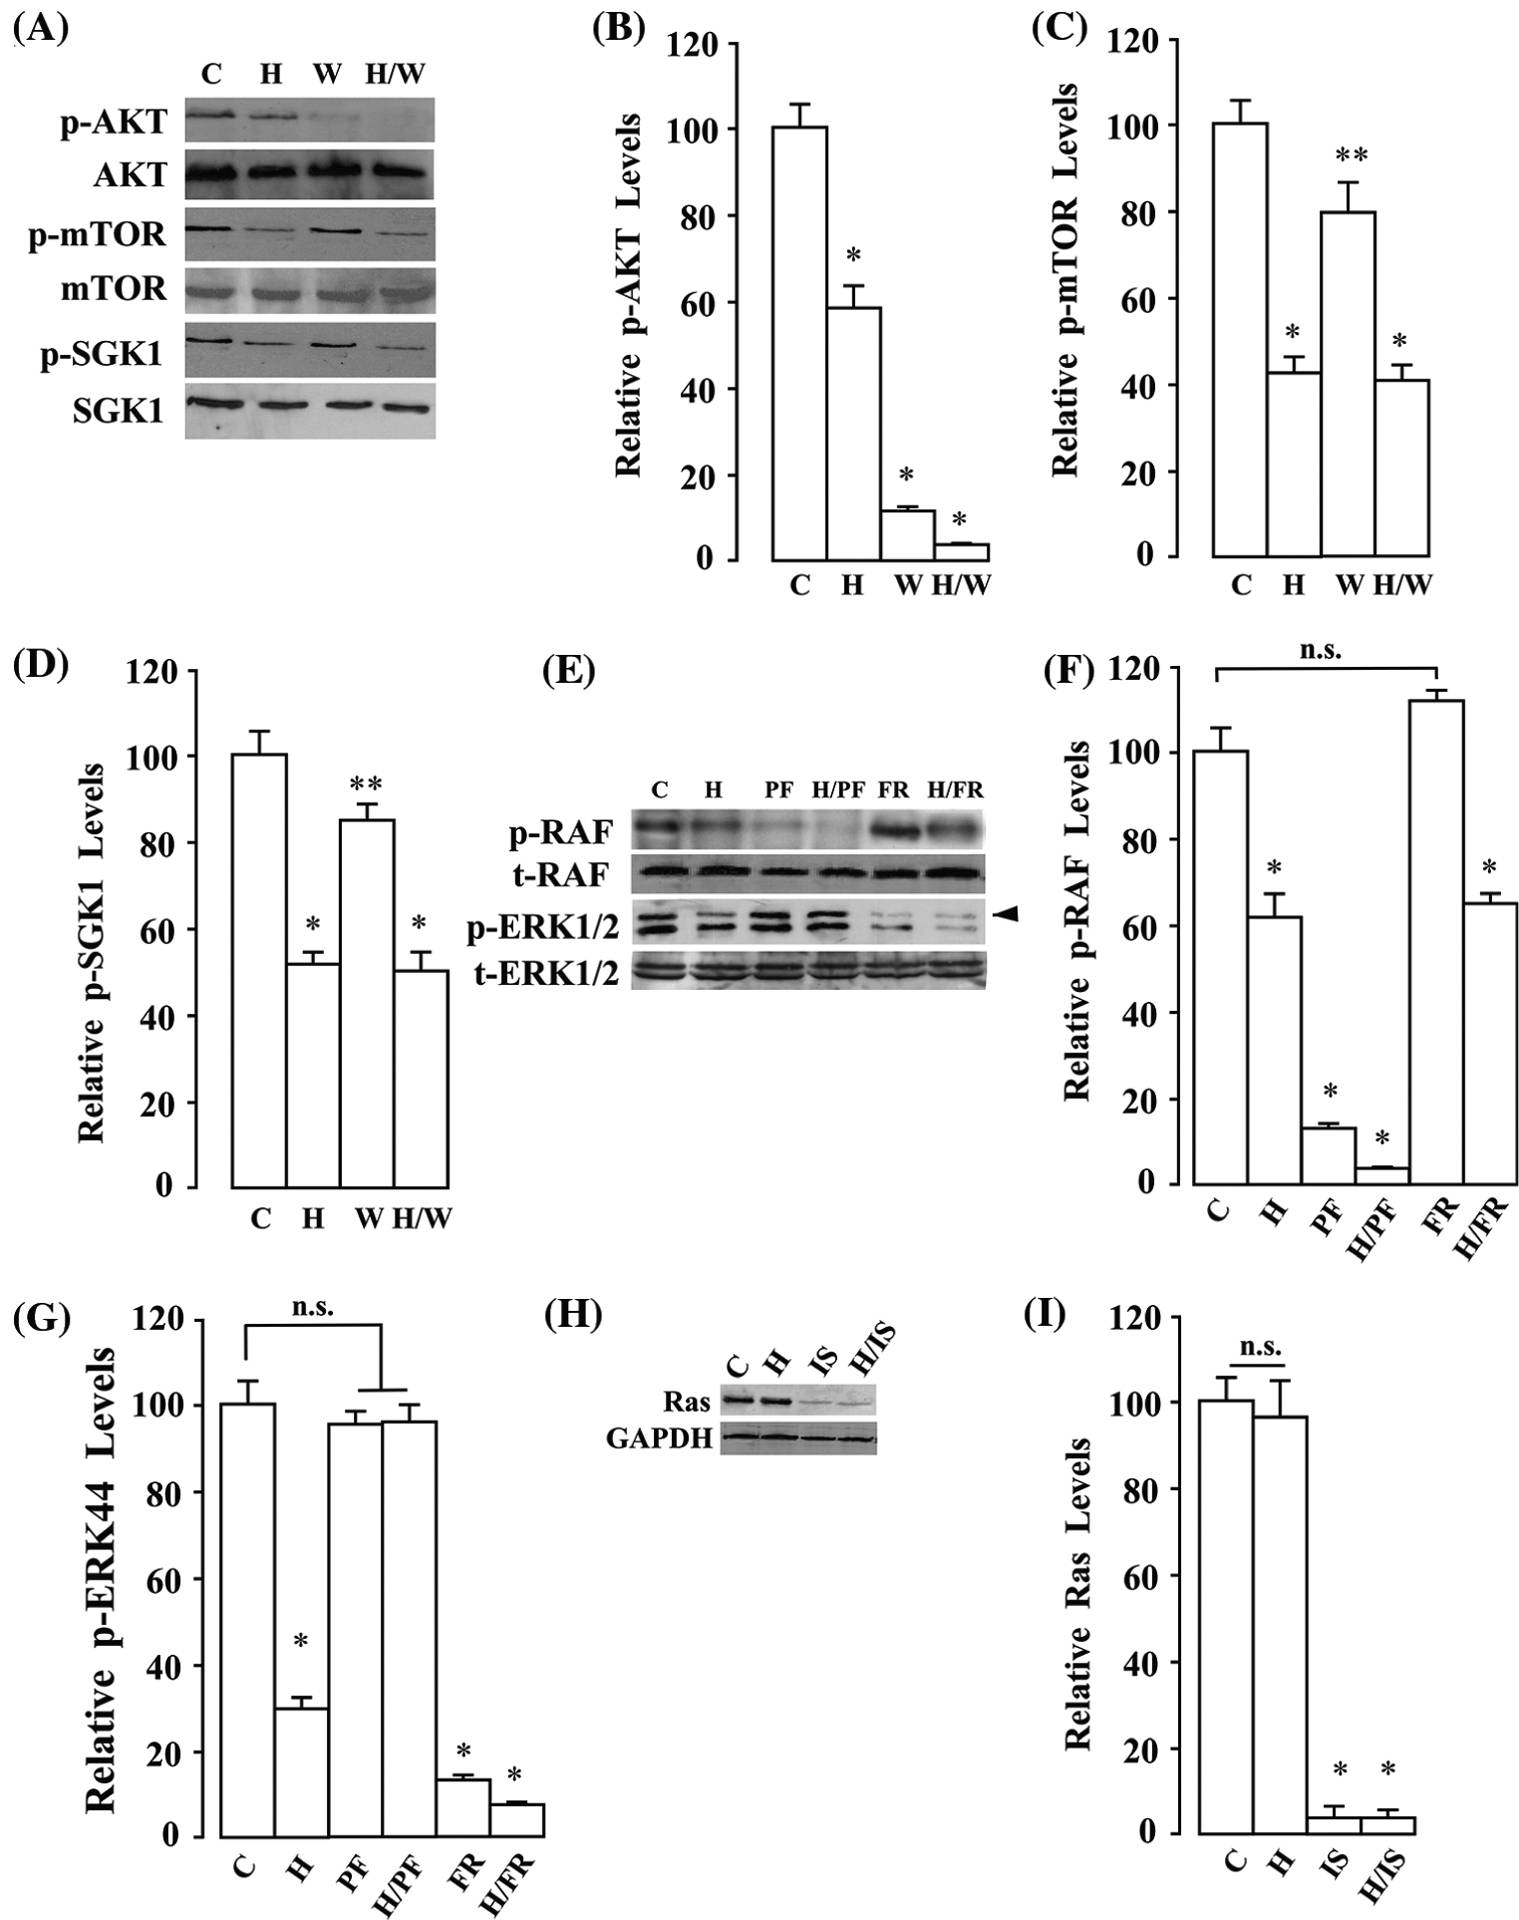 (A)
C H W H/W
p-AKT
AKT
p-mTOR
mTOR
p-SGK1
SGK1
(B)
Relative p-AKT Levels
120
100
80
60
40
20
0
*
*
*
C H W H/W
(C)
Relative p-mTOR Levels
120
100
80
60
40
20
0
*
**
*
C H W H/W
(D)
Relative p-SGK1 Levels
120
100
80
60
40
20
0
*
**
*
C H W H/W
(E)
C H PF H/PF FR H/FR
p-RAF
t-RAF
p-ERK1/2
t-ERK1/2
(F)
Relative p-RAF Levels
n.s.
120
100
80
60
40
20
0
*
*
*
*
C H PF H/PF FR H/FR
(G)
Relative p-ERK44 Levels
n.s.
120
100
80
60
40
20
0
*
*
*
C H PF H/PF FR H/FR
(H)
C H IS H/IS
Ras
GAPDH
(I)
Relative Ras Levels
n.s.
120
100
80
60
40
20
0
*
*
C H IS H/IS